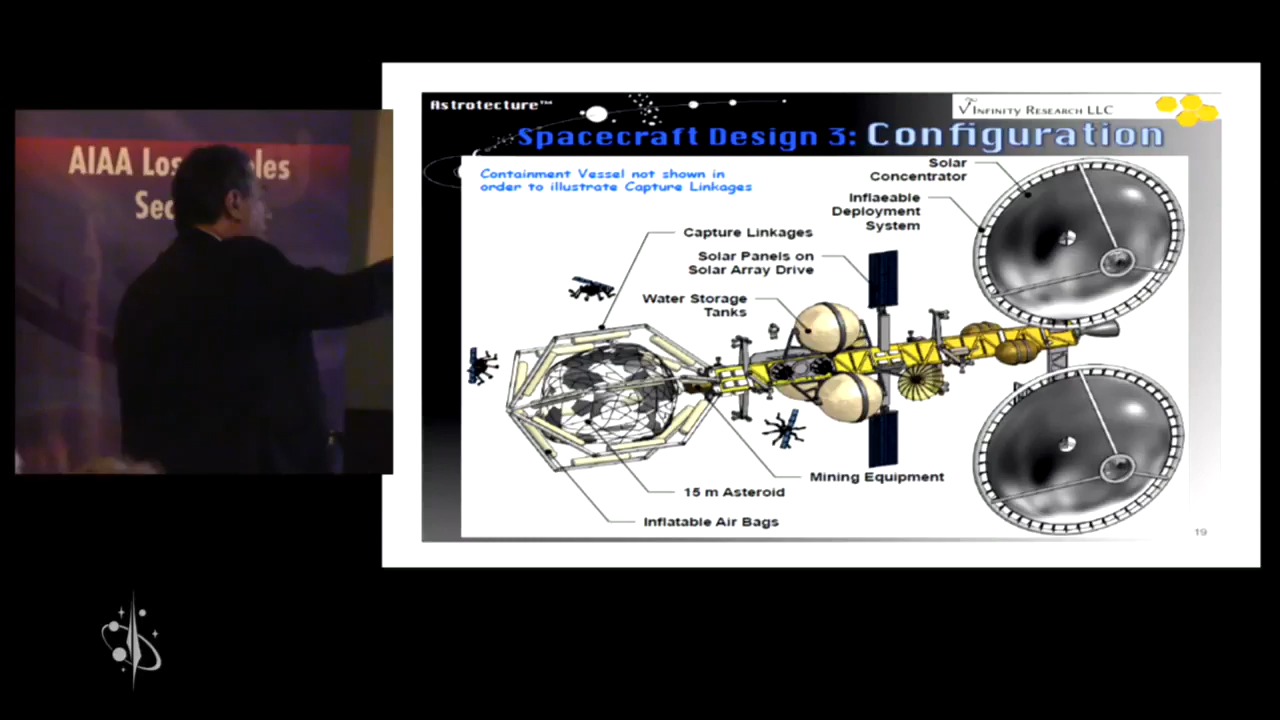 AIAA Los
eles
Sec
Astrotecture™
INFINITY RESEARCH LLC
Spacecraft Design 3: Configuration
Containment Vessel not shown in
order to illustrate Capture Linkages
Solar
Concentrator
Inflaeable
Deployment
System
Capture Linkages
Solar Panels on
Solar Array Drive
Water Storage
Tanks
Mining Equipment
15 m Asteroid
Inflatable Air Bags
19